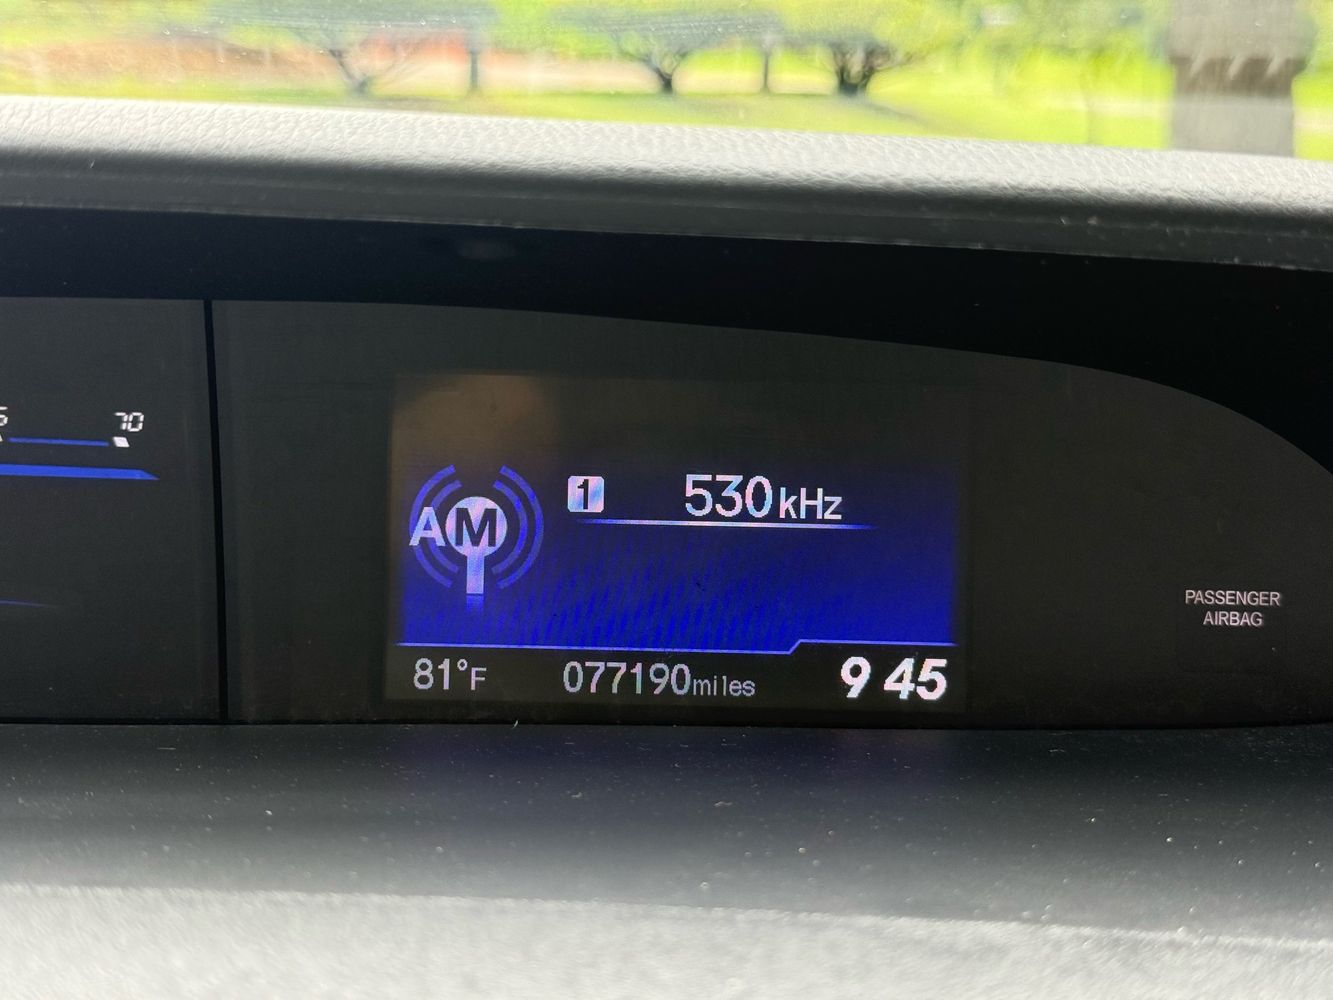 70
AM
1 530kHz
81°F 077190miles 9 45
PASSENGER
AIRBAG